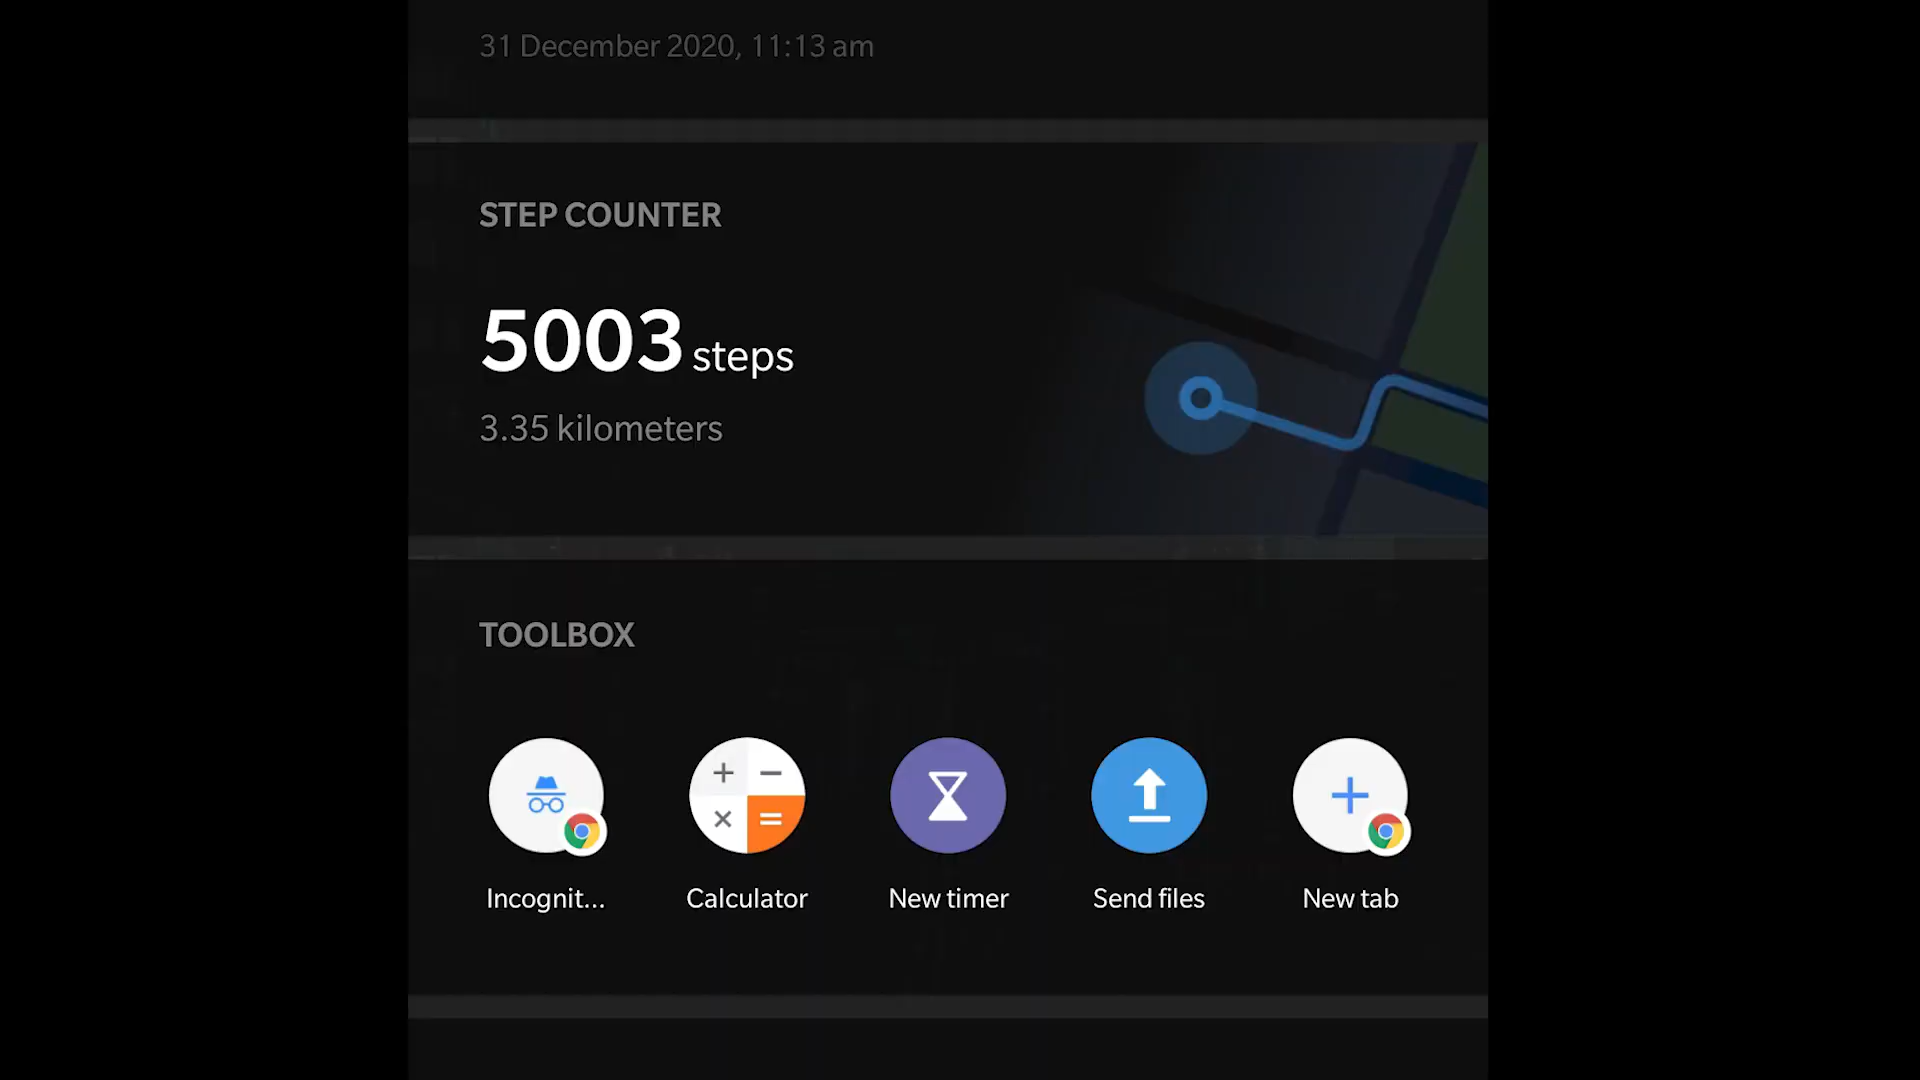 31 December 2020, 11:13 am
STEP COUNTER
5003 steps
3.35 kilometers
TOOLBOX
Incognit... Calculator New timer Send files New tab